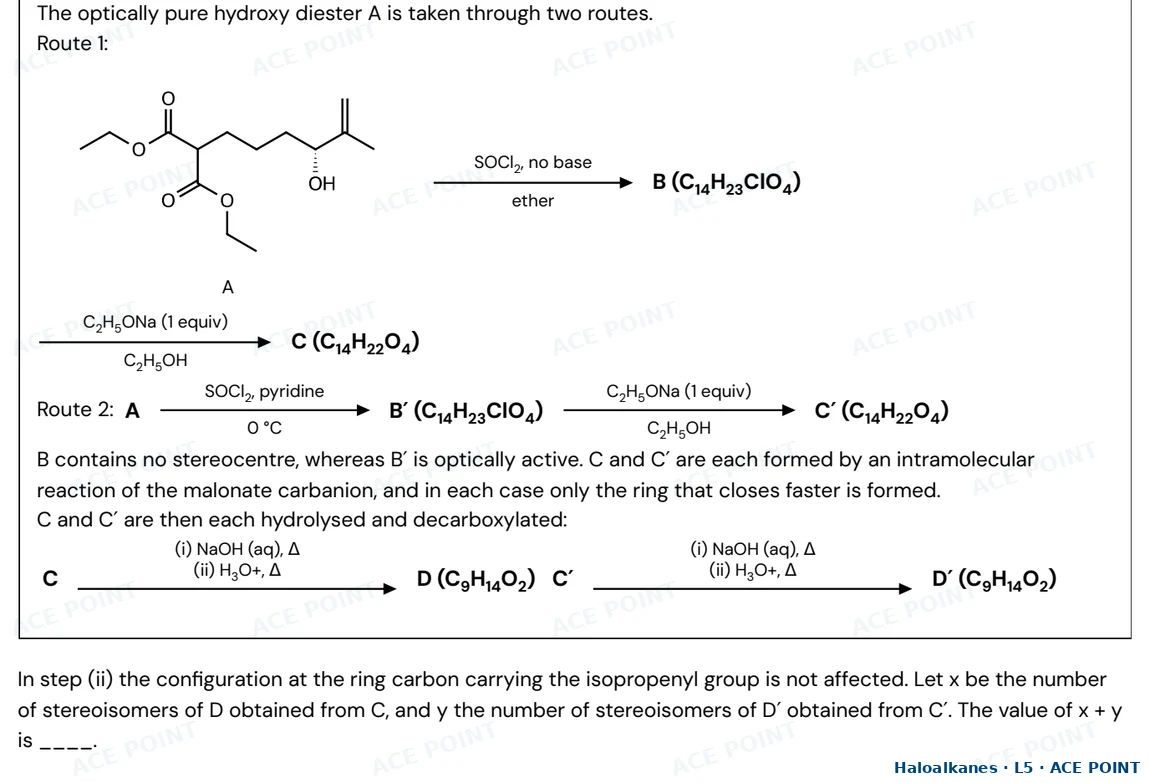 The optically pure hydroxy diester A is taken through two routes.
Route 1:
O
O
OH
O
O
A
SOCl₂, no base
ether
B (C₁₄H₂₃ClO₄)
C₂H₅ONa (1 equiv)
C₂H₅OH
C (C₁₄H₂₂O₄)
Route 2: A
SOCl₂, pyridine
0 °C
B′ (C₁₄H₂₃ClO₄)
C₂H₅ONa (1 equiv)
C₂H₅OH
C′ (C₁₄H₂₂O₄)
B contains no stereocentre, whereas B′ is optically active. C and C′ are each formed by an intramolecular
reaction of the malonate carbanion, and in each case only the ring that closes faster is formed.
C and C′ are then each hydrolysed and decarboxylated:
C
(i) NaOH (aq), Δ
(ii) H₃O+, Δ
D (C₉H₁₄O₂)
C′
(i) NaOH (aq), Δ
(ii) H₃O+, Δ
D′ (C₉H₁₄O₂)
In step (ii) the configuration at the ring carbon carrying the isopropenyl group is not affected. Let x be the number
of stereoisomers of D obtained from C, and y the number of stereoisomers of D′ obtained from C′. The value of x + y
is ____.
Haloalkanes · L5 · ACE POINT
ACE POINT